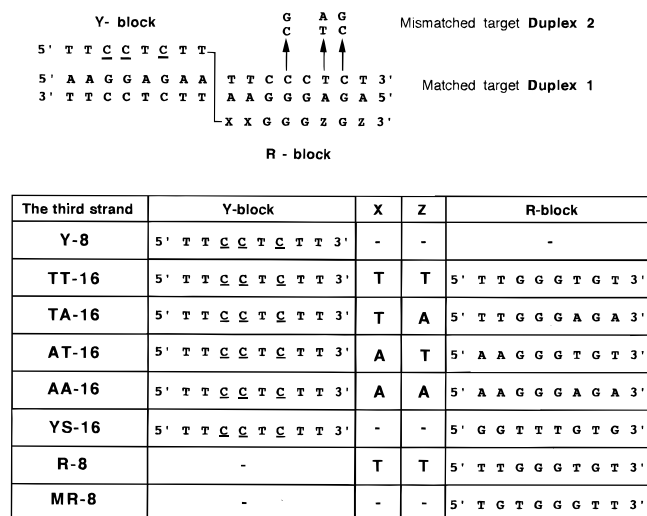 G A G
Y- block C T C Mismatched target Duplex 2
5' T T C C T C T T
5' A A G G A G A A T T C C C T C T 3' Matched target Duplex 1
3' T T C C T C T T A A G G G A G A 5'
X X G G G Z G Z 3'
R - block
The third strand Y-block X Z R-block
Y-8 5' T T C C T C T T 3' - - -
TT-16 5' T T C C T C T T 3' T T 5' T T G G G T G T 3'
TA-16 5' T T C C T C T T 3' T A 5' T T G G G A G A 3'
AT-16 5' T T C C T C T T 3' A T 5' A A G G G T G T 3'
AA-16 5' T T C C T C T T 3' A A 5' A A G G G A G A 3'
YS-16 5' T T C C T C T T 3' - - 5' G G T T T G T G 3'
R-8 - T T 5' T T G G G T G T 3'
MR-8 - - - 5' T G T G G G T T 3'